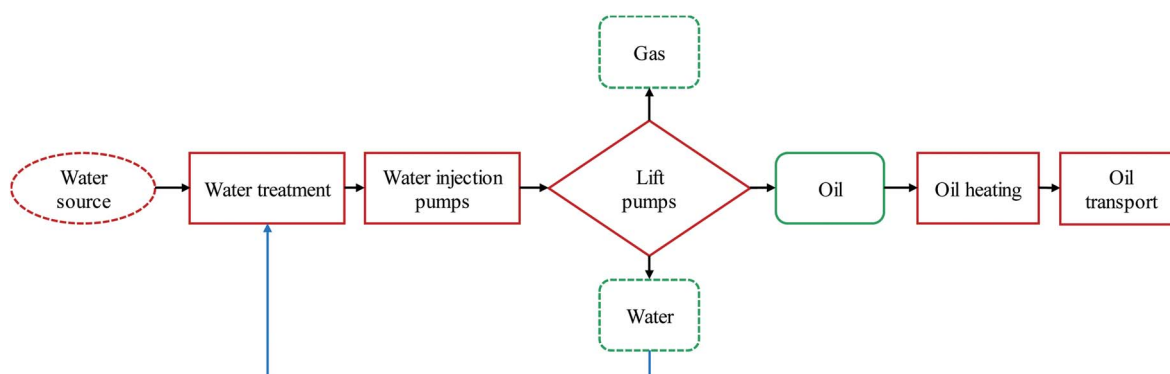 Gas
Water
source
Water treatment
Water injection
pumps
Lift
pumps
Oil
Oil heating
Oil
transport
Water